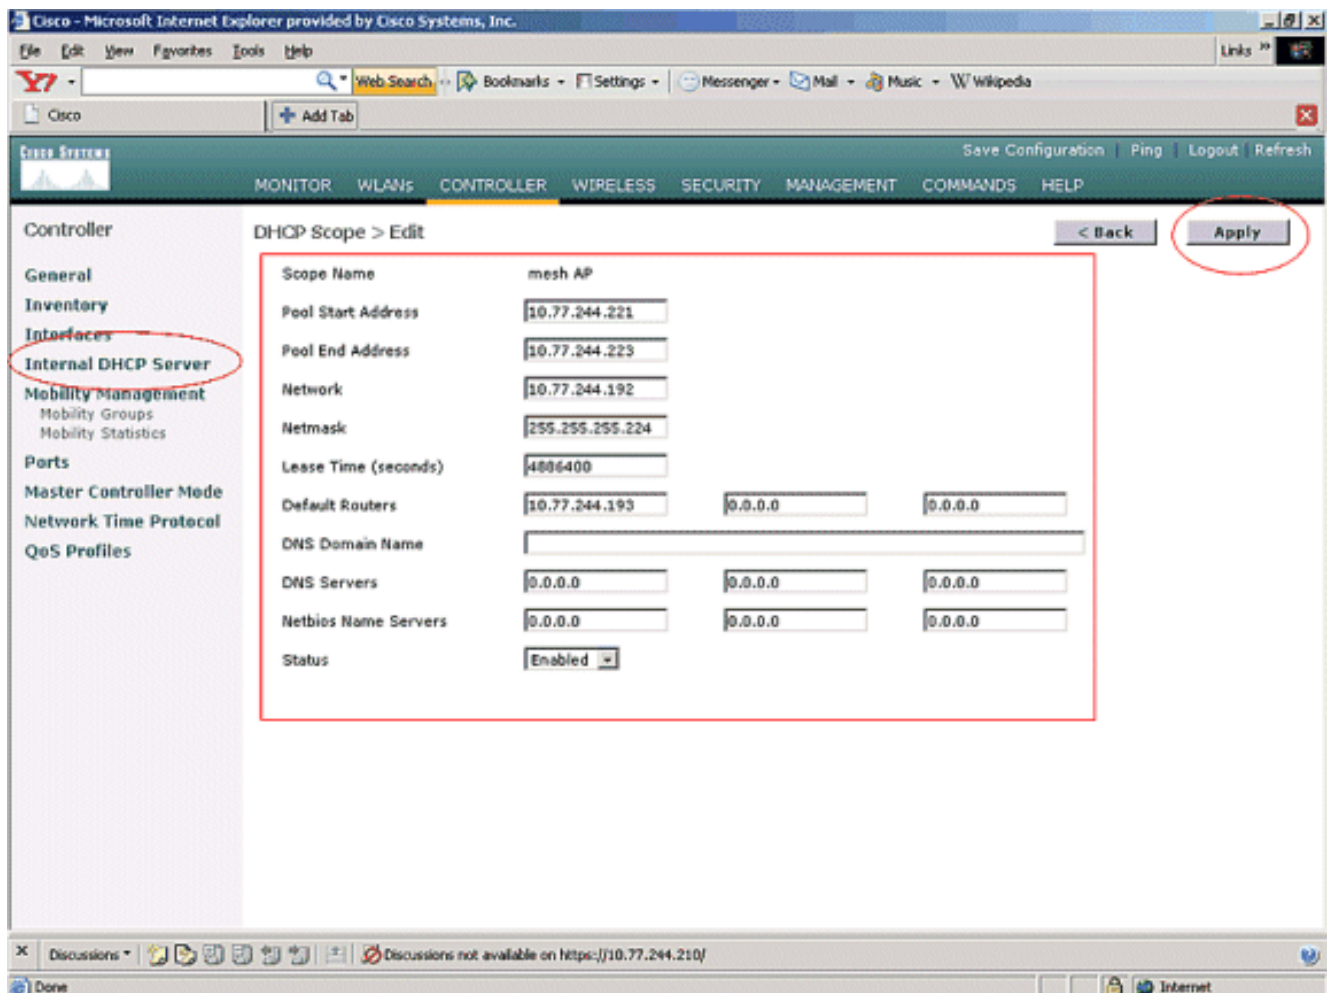 Cisco - Microsoft Internet Explorer provided by Cisco Systems, Inc.
File Edit View Favorites Tools Help Links »
Y! Web Search Bookmarks Settings Messenger Mail Music W Wikipedia
Cisco Add Tab
CISCO SYSTEMS
Save Configuration | Ping | Logout | Refresh
MONITOR WLANs CONTROLLER WIRELESS SECURITY MANAGEMENT COMMANDS HELP
Controller
General
Inventory
Interfaces
Internal DHCP Server
Mobility Management
Mobility Groups
Mobility Statistics
Ports
Master Controller Mode
Network Time Protocol
QoS Profiles
DHCP Scope > Edit
< Back Apply
Scope Name mesh AP
Pool Start Address 10.77.244.221
Pool End Address 10.77.244.223
Network 10.77.244.192
Netmask 255.255.255.224
Lease Time (seconds) 4886400
Default Routers 10.77.244.193 0.0.0.0 0.0.0.0
DNS Domain Name
DNS Servers 0.0.0.0 0.0.0.0 0.0.0.0
Netbios Name Servers 0.0.0.0 0.0.0.0 0.0.0.0
Status Enabled
Discussions Discussions not available on https://10.77.244.210/
Done Internet